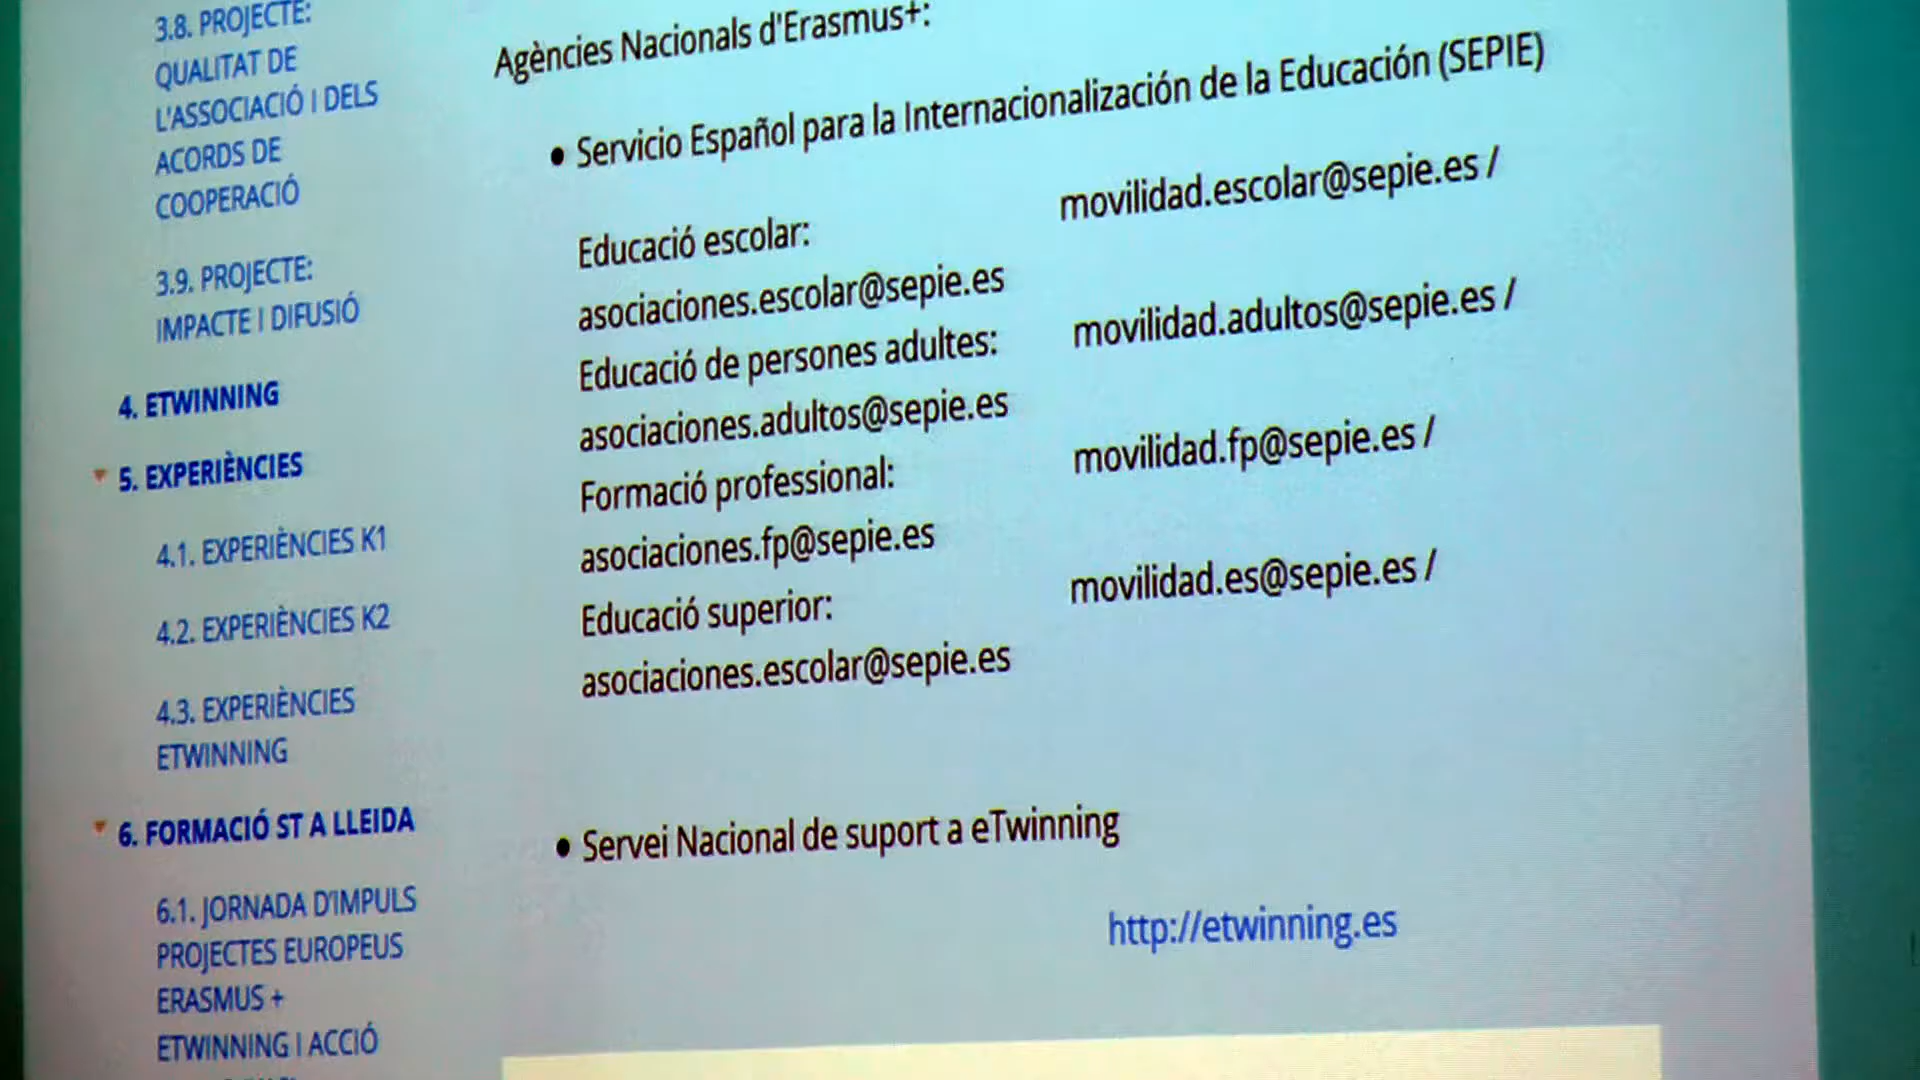 3.8. PROJECTE:
QUALITAT DE
L'ASSOCIACIÓ I DELS
ACORDS DE
COOPERACIÓ
3.9. PROJECTE:
IMPACTE I DIFUSIÓ
4. ETWINNING
5. EXPERIÈNCIES
4.1. EXPERIÈNCIES K1
4.2. EXPERIÈNCIES K2
4.3. EXPERIÈNCIES
ETWINNING
6. FORMACIÓ ST A LLEIDA
6.1. JORNADA D'IMPULS
PROJECTES EUROPEUS
ERASMUS +
ETWINNING I ACCIÓ
Agències Nacionals d'Erasmus+:
• Servicio Español para la Internacionalización de la Educación (SEPIE)
Educació escolar: movilidad.escolar@sepie.es /
asociaciones.escolar@sepie.es
Educació de persones adultes: movilidad.adultos@sepie.es /
asociaciones.adultos@sepie.es
Formació professional: movilidad.fp@sepie.es /
asociaciones.fp@sepie.es
Educació superior: movilidad.es@sepie.es /
asociaciones.escolar@sepie.es
• Servei Nacional de suport a eTwinning
http://etwinning.es